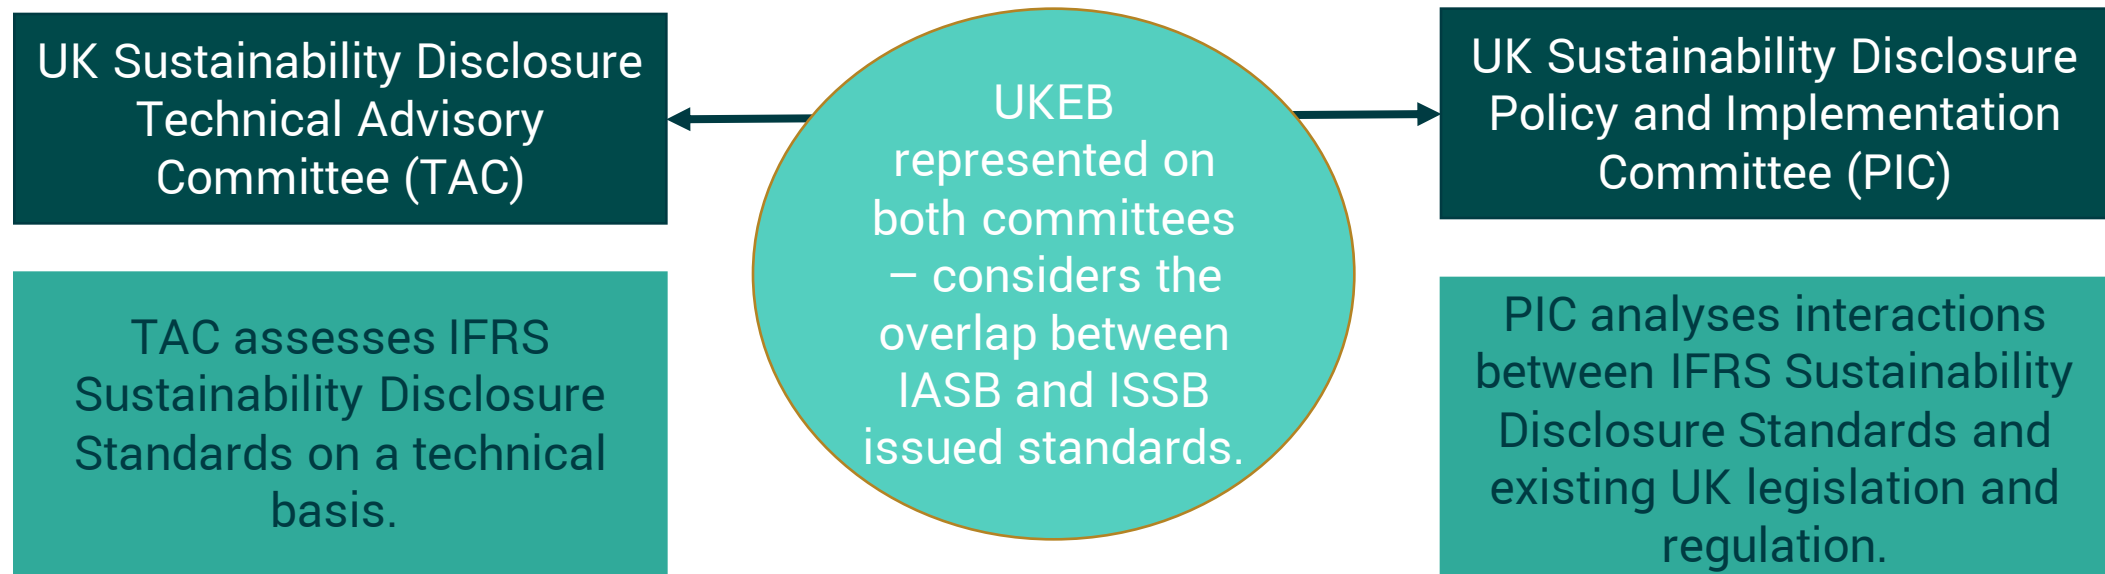 UK Sustainability Disclosure
Technical Advisory
Committee (TAC)
TAC assesses IFRS
Sustainability Disclosure
Standards on a technical
basis.
UKEB
represented on
both committees
– considers the
overlap between
IASB and ISSB
issued standards.
UK Sustainability Disclosure
Policy and Implementation
Committee (PIC)
PIC analyses interactions
between IFRS Sustainability
Disclosure Standards and
existing UK legislation and
regulation.